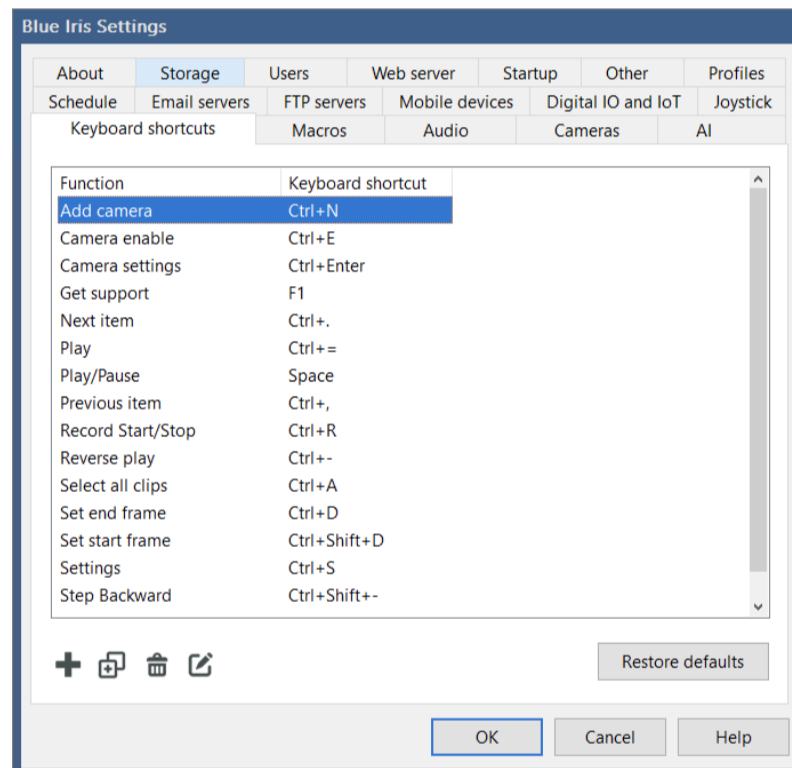 Blue Iris Settings
About Storage Users Web server Startup Other Profiles
Schedule Email servers FTP servers Mobile devices Digital IO and IoT Joystick
Keyboard shortcuts Macros Audio Cameras AI
Function Keyboard shortcut
Add camera Ctrl+N
Camera enable Ctrl+E
Camera settings Ctrl+Enter
Get support F1
Next item Ctrl+.
Play Ctrl+=
Play/Pause Space
Previous item Ctrl+,
Record Start/Stop Ctrl+R
Reverse play Ctrl+-
Select all clips Ctrl+A
Set end frame Ctrl+D
Set start frame Ctrl+Shift+D
Settings Ctrl+S
Step Backward Ctrl+Shift+-
Restore defaults
OK Cancel Help